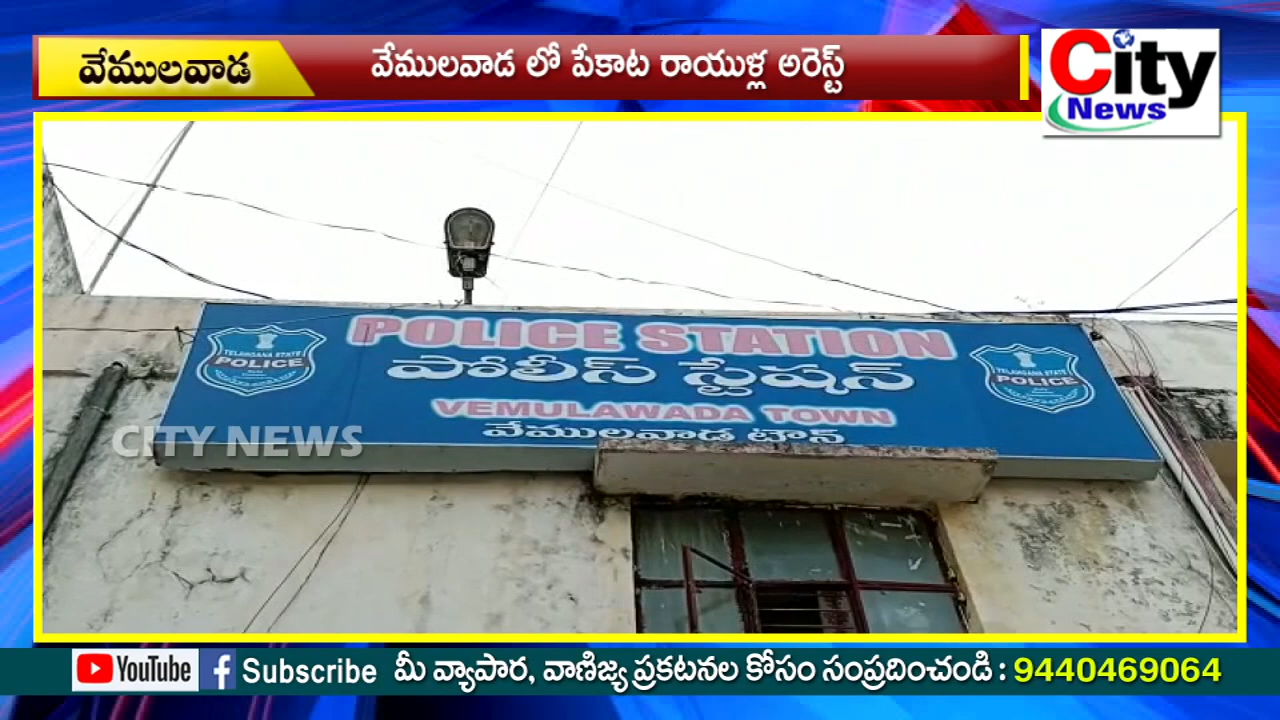 వేములవాడ
వేములవాడ లో పేకాట రాయుళ్ల అరెస్ట్
City
News
POLICE STATION
పోలీస్ స్టేషన్
VEMULAWADA TOWN
వేములవాడ టౌన్
TELANGANA STATE
POLICE
TELANGANA STATE
POLICE
CITY NEWS
YouTube f Subscribe మీ వ్యాపార, వాణిజ్య ప్రకటనల కోసం సంప్రదించండి : 9440469064